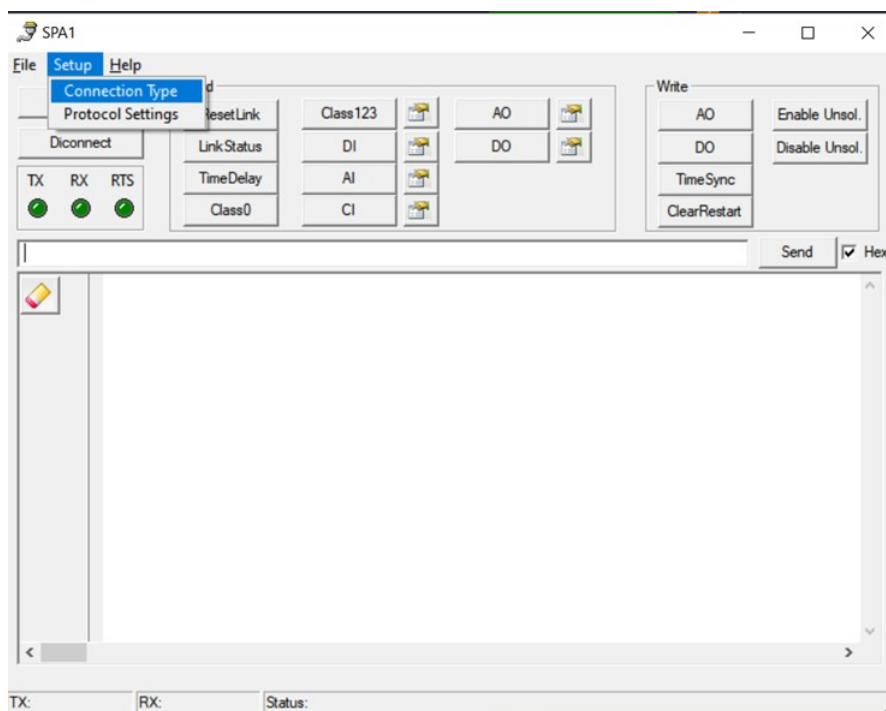 SPA1
File Setup Help
Connection Type
Protocol Settings
Diconnect
TX RX RTS
ResetLink Class123 AO
LinkStatus DI DO
TimeDelay AI
Class0 CI
Write
AO Enable Unsol.
DO Disable Unsol.
TimeSync
ClearRestart
Send Hex
TX: RX: Status: